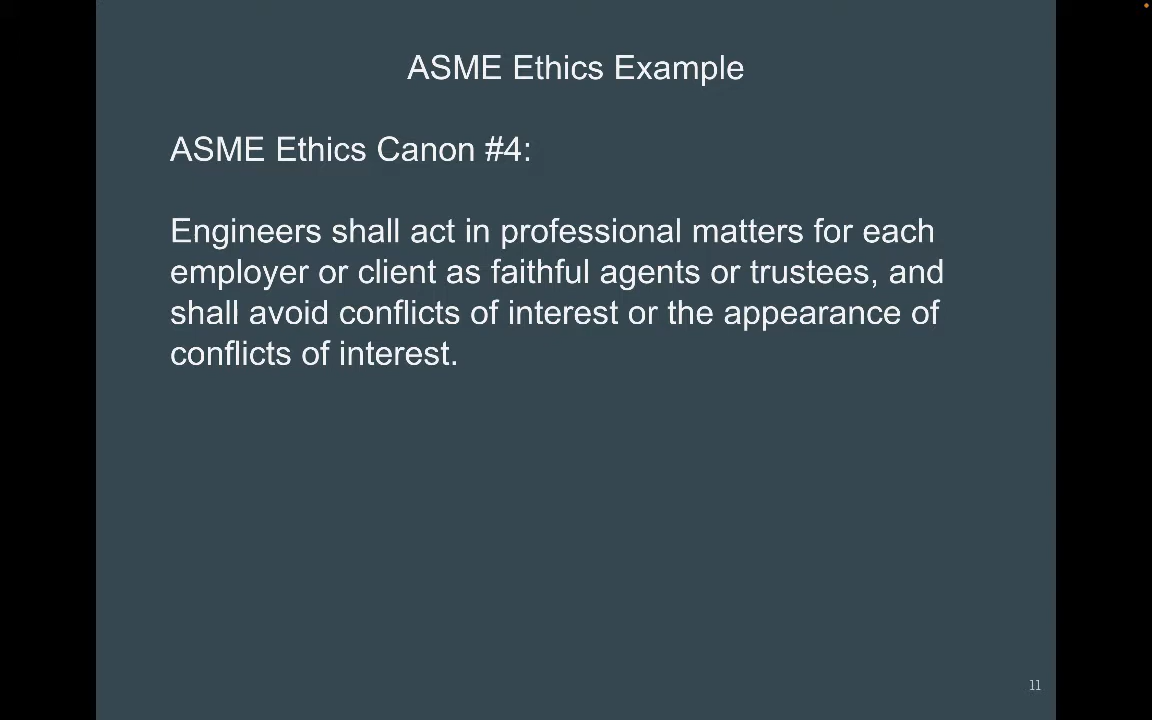 ASME Ethics Example
ASME Ethics Canon #4:
Engineers shall act in professional matters for each
employer or client as faithful agents or trustees, and
shall avoid conflicts of interest or the appearance of
conflicts of interest.
11